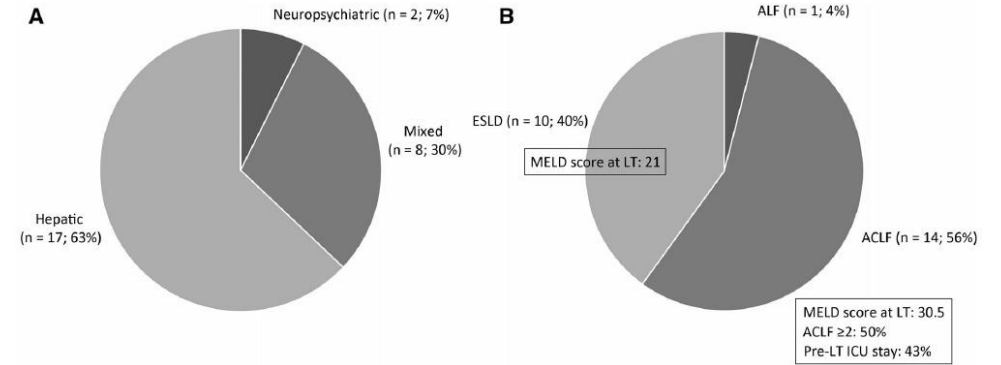 A
Neuropsychiatric (n = 2; 7%)
Mixed
(n = 8; 30%)
Hepatic
(n = 17; 63%)
B
ALF (n = 1; 4%)
ESLD (n = 10; 40%)
MELD score at LT: 21
ACLF (n = 14; 56%)
MELD score at LT: 30.5
ACLF ≥2: 50%
Pre-LT ICU stay: 43%